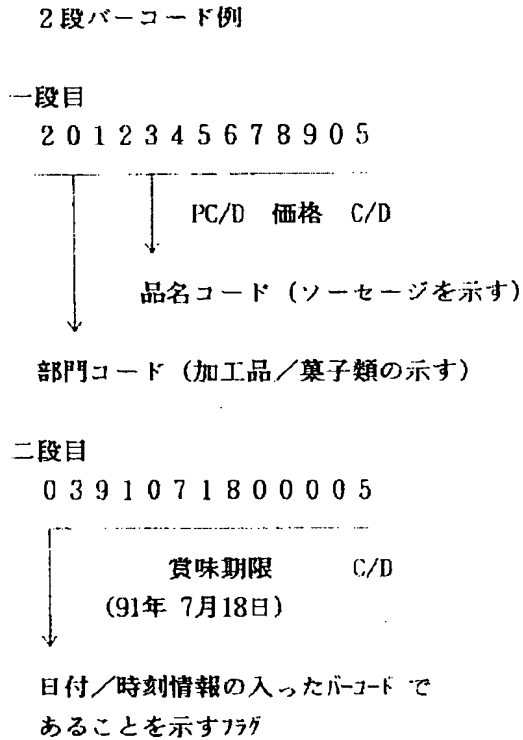 2段バーコード例
一段目
2012345678905
PC/D 価格 C/D
品名コード (ソーセージを示す)
部門コード (加工品/菓子類の示す)
二段目
0391071800005
賞味期限 C/D
(91年 7月18日)
日付/時刻情報の入ったバーコードで
あることを示すフラグ